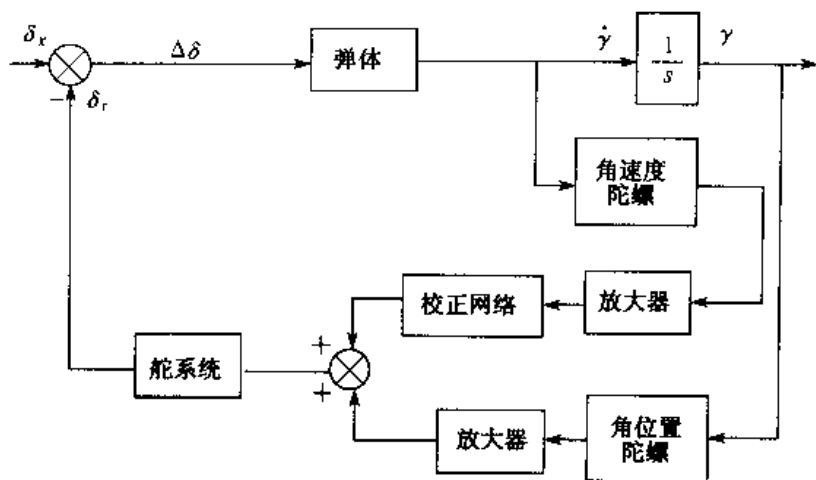 δₓ
Δδ
弹体
γ̇
1
s
γ
−
δᵣ
角速度
陀螺
校正网络
放大器
+
舵系统
+
放大器
角位置
陀螺